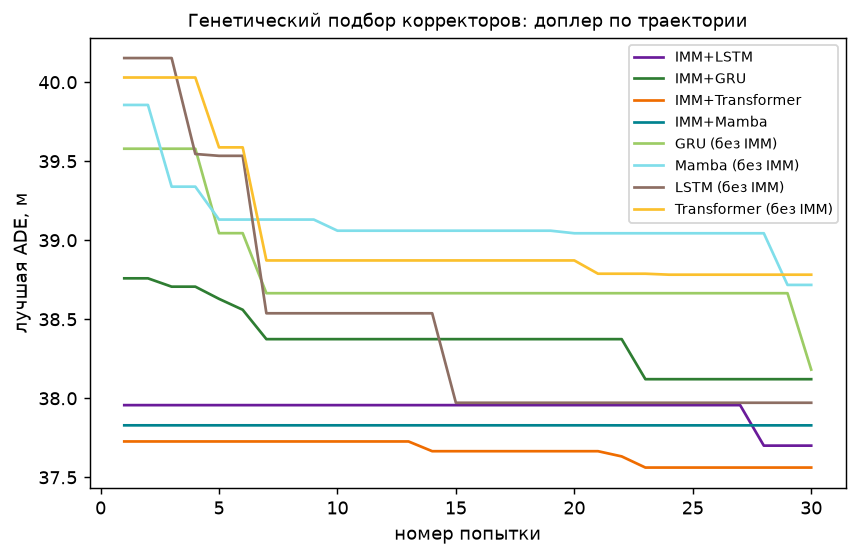 Генетический подбор корректоров: доплер по траектории
лучшая ADE, м
40.0
39.5
39.0
38.5
38.0
37.5
IMM+LSTM
IMM+GRU
IMM+Transformer
IMM+Mamba
GRU (без IMM)
Mamba (без IMM)
LSTM (без IMM)
Transformer (без IMM)
0 5 10 15 20 25 30
номер попытки